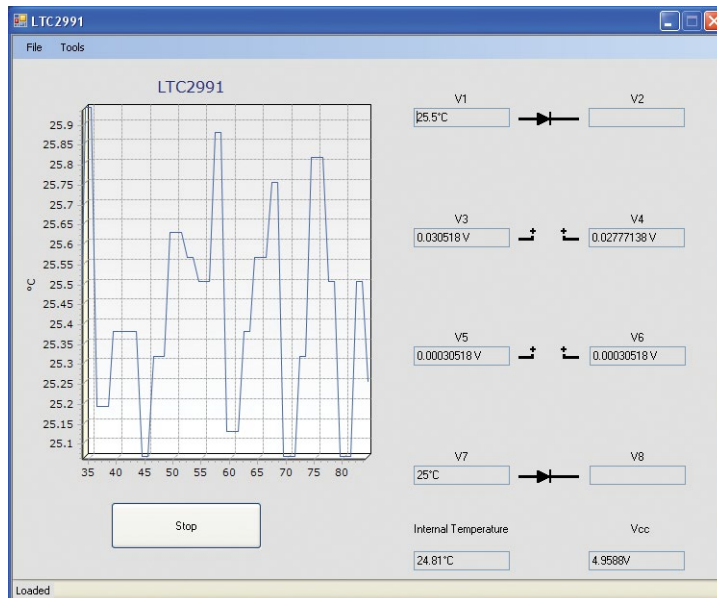 LTC2991
File Tools
LTC2991
25.9
25.85
25.8
25.75
25.7
25.65
25.6
25.55
25.5
25.45
25.4
25.35
25.3
25.25
25.2
25.15
25.1
°C
35 40 45 50 55 60 65 70 75 80
Stop
V1 V2
25.5°C
V3 V4
0.030518 V 0.02777138 V
V5 V6
0.00030518 V 0.00030518 V
V7 V8
25°C
Internal Temperature Vcc
24.81°C 4.9588V
Loaded